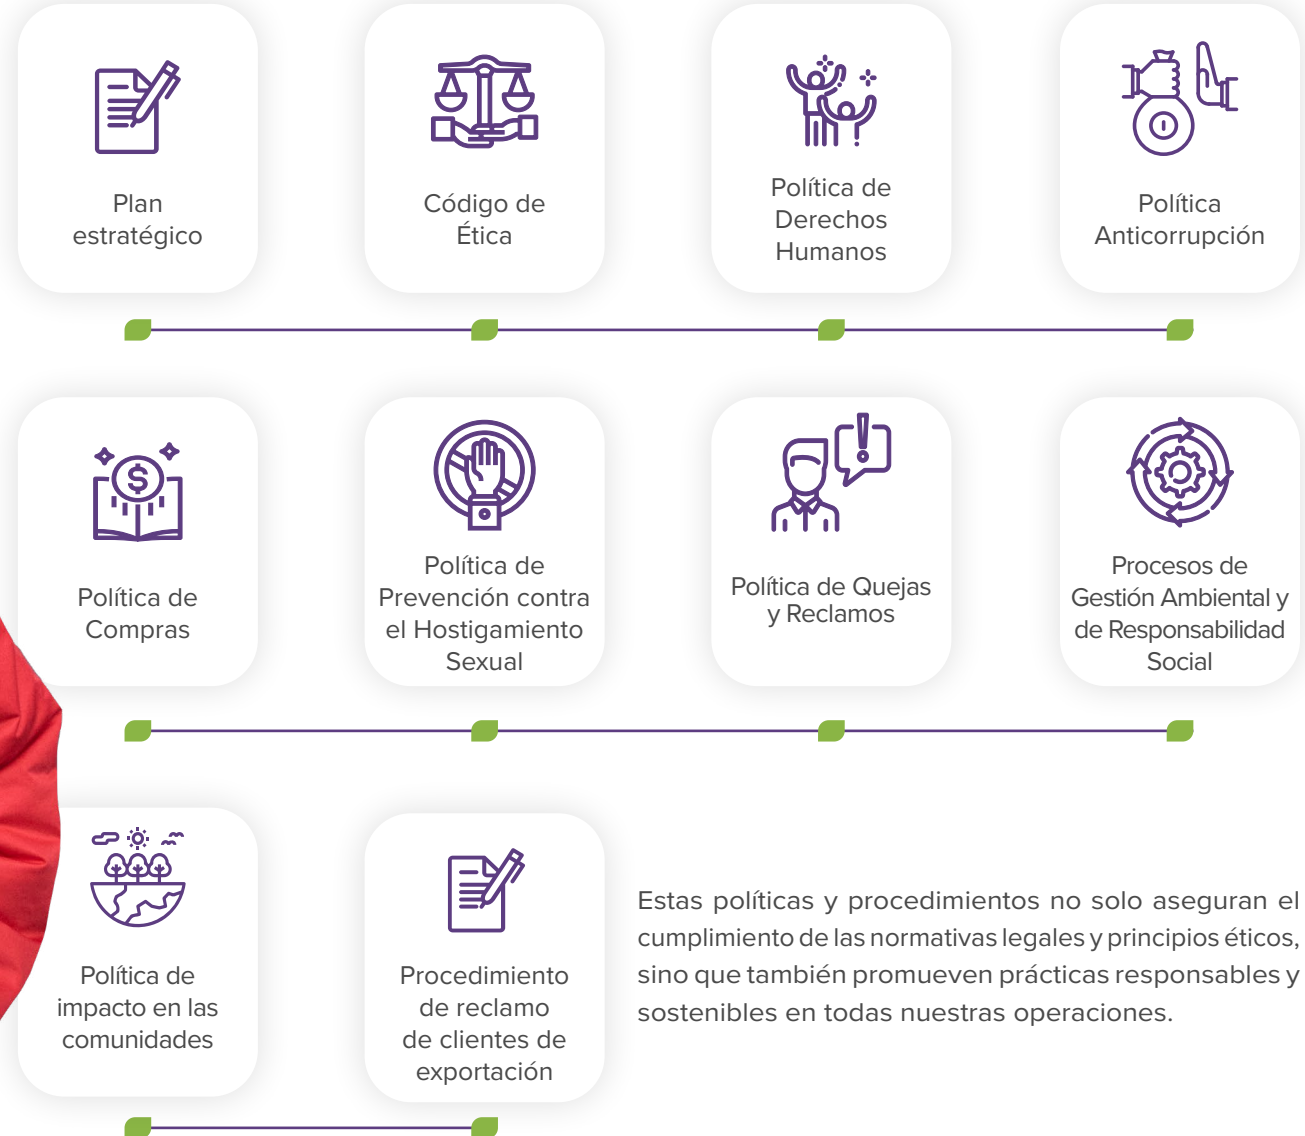 Plan
estratégico
Código de
Ética
Política de
Derechos
Humanos
Política
Anticorrupción
Política de
Compras
Política de
Prevención contra
el Hostigamiento
Sexual
Política de Quejas
y Reclamos
Procesos de
Gestión Ambiental y
de Responsabilidad
Social
Política de
impacto en las
comunidades
Procedimiento
de reclamo
de clientes de
exportación
Estas políticas y procedimientos no solo aseguran el
cumplimiento de las normativas legales y principios éticos,
sino que también promueven prácticas responsables y
sostenibles en todas nuestras operaciones.